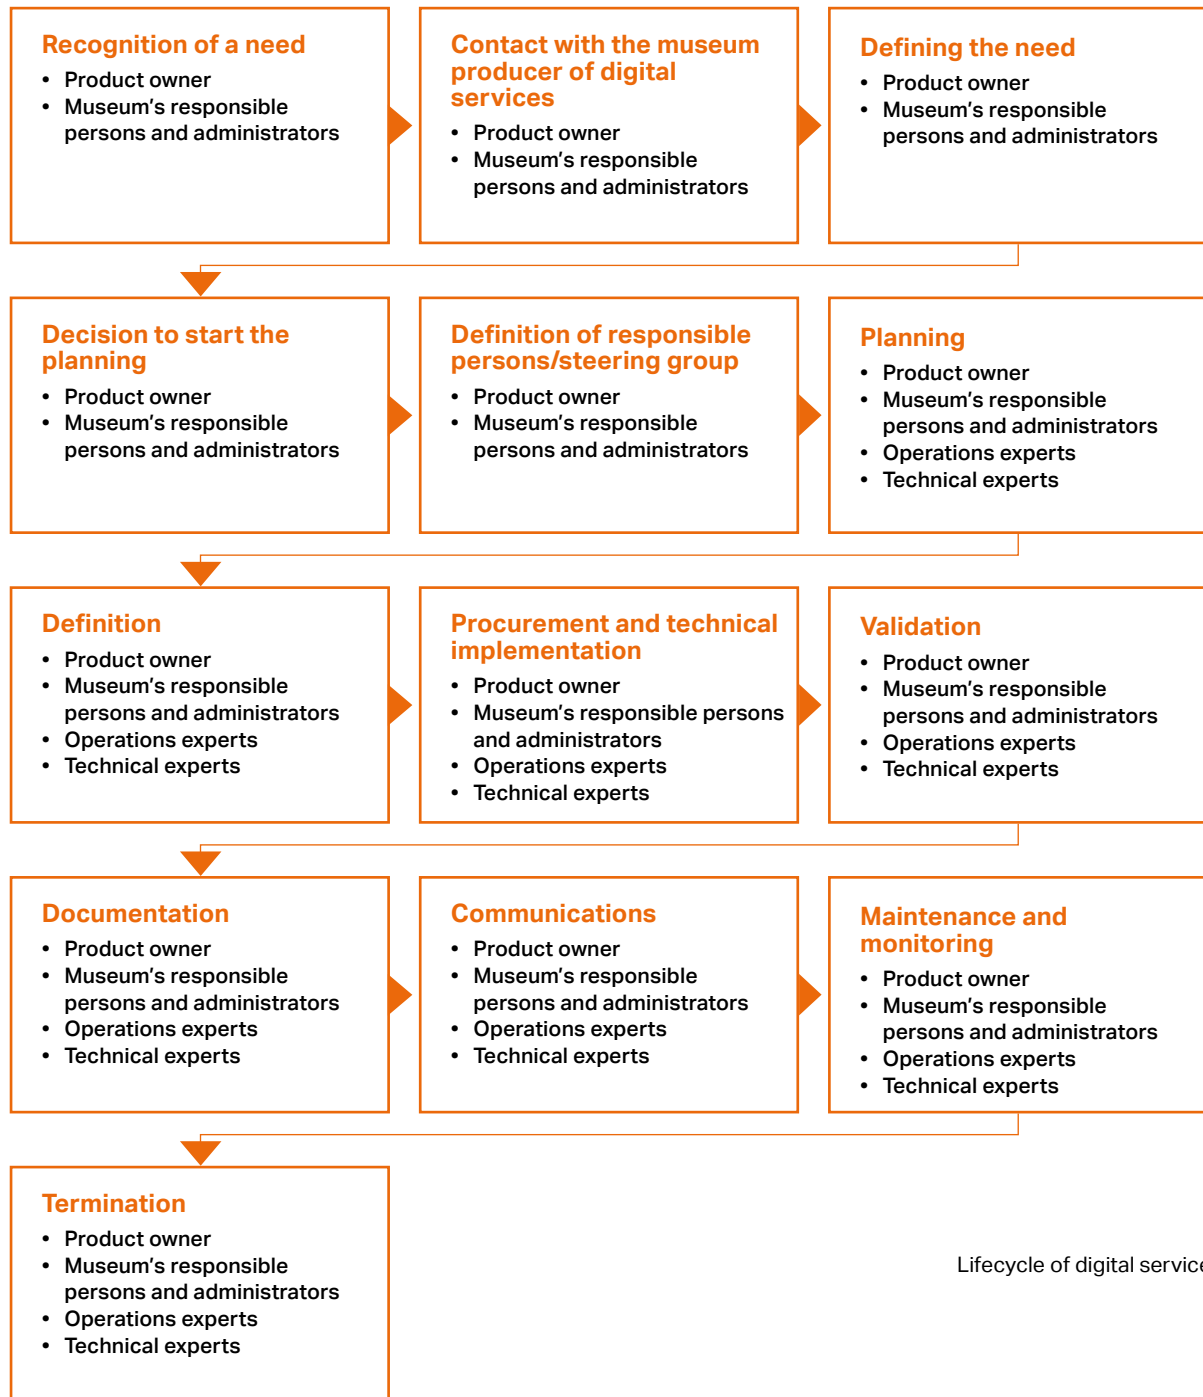 Recognition of a need
• Product owner
• Museum's responsible
persons and administrators
Contact with the museum
producer of digital
services
• Product owner
• Museum's responsible
persons and administrators
Defining the need
• Product owner
• Museum's responsible
persons and administrators
Decision to start the
planning
• Product owner
• Museum's responsible
persons and administrators
Definition of responsible
persons/steering group
• Product owner
• Museum's responsible
persons and administrators
Planning
• Product owner
• Museum's responsible
persons and administrators
• Operations experts
• Technical experts
Definition
• Product owner
• Museum's responsible
persons and administrators
• Operations experts
• Technical experts
Procurement and technical
implementation
• Product owner
• Museum's responsible persons
and administrators
• Operations experts
• Technical experts
Validation
• Product owner
• Museum's responsible
persons and administrators
• Operations experts
• Technical experts
Documentation
• Product owner
• Museum's responsible
persons and administrators
• Operations experts
• Technical experts
Communications
• Product owner
• Museum's responsible
persons and administrators
• Operations experts
• Technical experts
Maintenance and
monitoring
• Product owner
• Museum's responsible
persons and administrators
• Operations experts
• Technical experts
Termination
• Product owner
• Museum's responsible
persons and administrators
• Operations experts
• Technical experts
Lifecycle of digital service